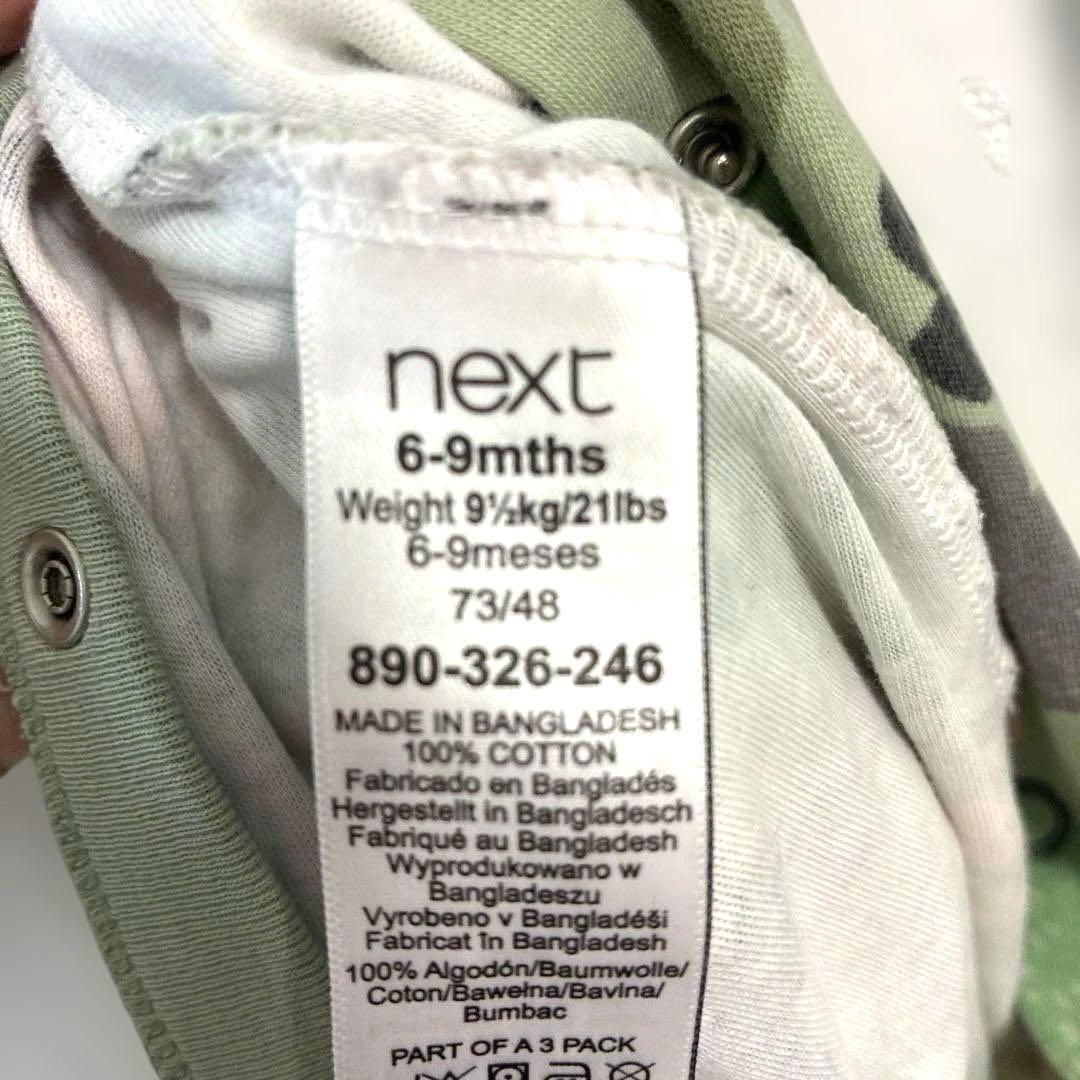 next
6-9mths
Weight 9½kg/21lbs
6-9meses
73/48
890-326-246
MADE IN BANGLADESH
100% COTTON
Fabricado en Bangladés
Hergestellt in Bangladesch
Fabriqué au Bangladesh
Wyprodukowano w
Bangladeszu
Vyrobeno v Bangladéši
Fabricat în Bangladesh
100% Algodón/Baumwolle/
Coton/Bawełna/Bavlna/
Bumbac
PART OF A 3 PACK